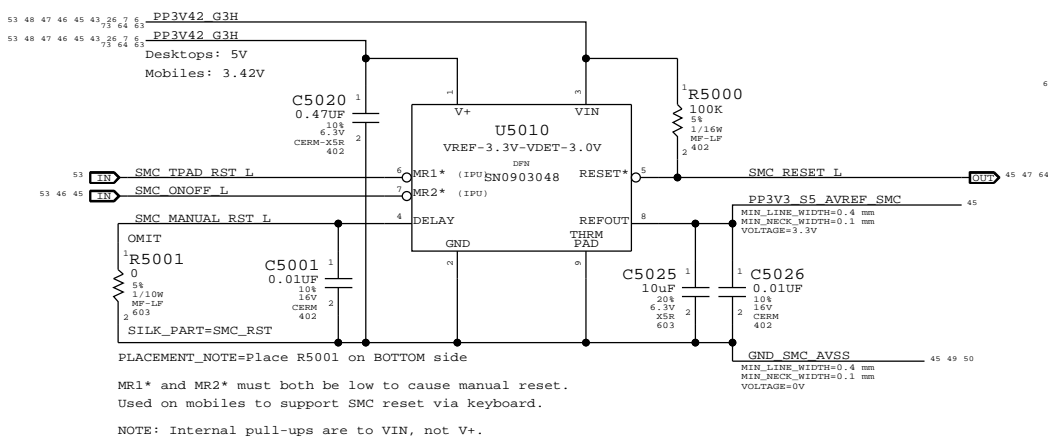 53 48 47 46 45 43 26 7 6
73 64 63
PP3V42_G3H
53 48 47 46 45 43 26 7 6
73 64 63
PP3V42_G3H
Desktops: 5V
Mobiles: 3.42V
6
C5020
0.47UF
10%
6.3V
CERM-X5R
402
1
2
1
V+
3
VIN
U5010
VREF-3.3V-VDET-3.0V
DFN
SN0903048
1
R5000
100K
5%
1/16W
MF-LF
402
2
53 IN SMC_TPAD_RST_L 6 MR1* (IPU)
RESET* 5 SMC_RESET_L OUT 45 47 64
53 46 45 IN SMC_ONOFF_L 7 MR2* (IPU)
SMC_MANUAL_RST_L 4 DELAY
REFOUT 8
PP3V3_S5_AVREF_SMC 45
MIN_LINE_WIDTH=0.4 mm
MIN_NECK_WIDTH=0.1 mm
VOLTAGE=3.3V
GND
2
THRM
PAD
9
OMIT
1
R5001
0
5%
1/10W
MF-LF
603
2
SILK_PART=SMC_RST
C5001
0.01UF
10%
16V
CERM
402
1
2
C5025
10uF
20%
6.3V
X5R
603
1
2
C5026
0.01UF
10%
16V
CERM
402
1
2
GND_SMC_AVSS 45 49 50
MIN_LINE_WIDTH=0.4 mm
MIN_NECK_WIDTH=0.1 mm
VOLTAGE=0V
PLACEMENT_NOTE=Place R5001 on BOTTOM side
MR1* and MR2* must both be low to cause manual reset.
Used on mobiles to support SMC reset via keyboard.
NOTE: Internal pull-ups are to VIN, not V+.